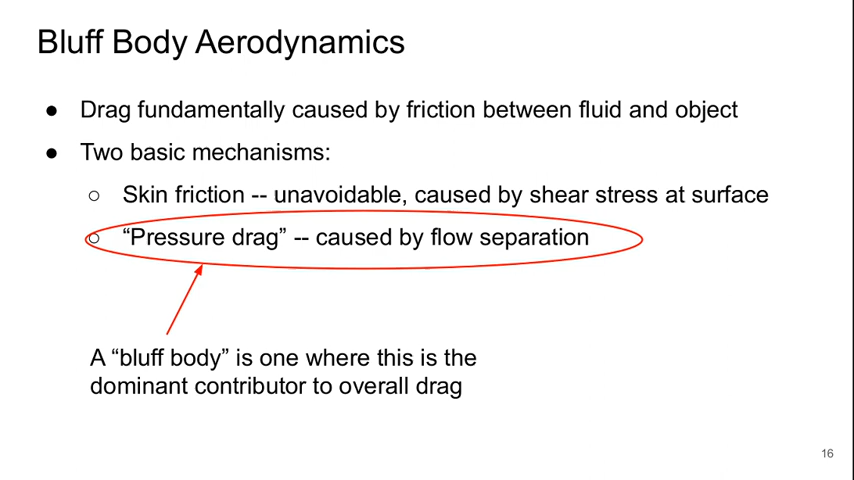 Bluff Body Aerodynamics
● Drag fundamentally caused by friction between fluid and object
● Two basic mechanisms:
○ Skin friction -- unavoidable, caused by shear stress at surface
○ “Pressure drag” -- caused by flow separation
A “bluff body” is one where this is the
dominant contributor to overall drag
16